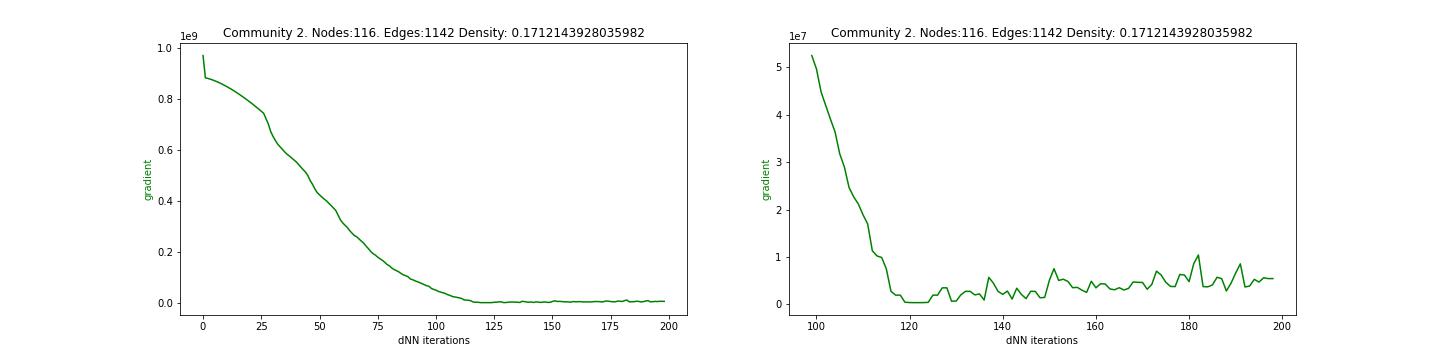 Community 2. Nodes:116. Edges:1142 Density: 0.1712143928035982
1e9
1.0
0.8
0.6
0.4
0.2
0.0
gradient
0 25 50 75 100 125 150 175 200
dNN iterations
Community 2. Nodes:116. Edges:1142 Density: 0.1712143928035982
1e7
5
4
3
2
1
0
gradient
100 120 140 160 180 200
dNN iterations